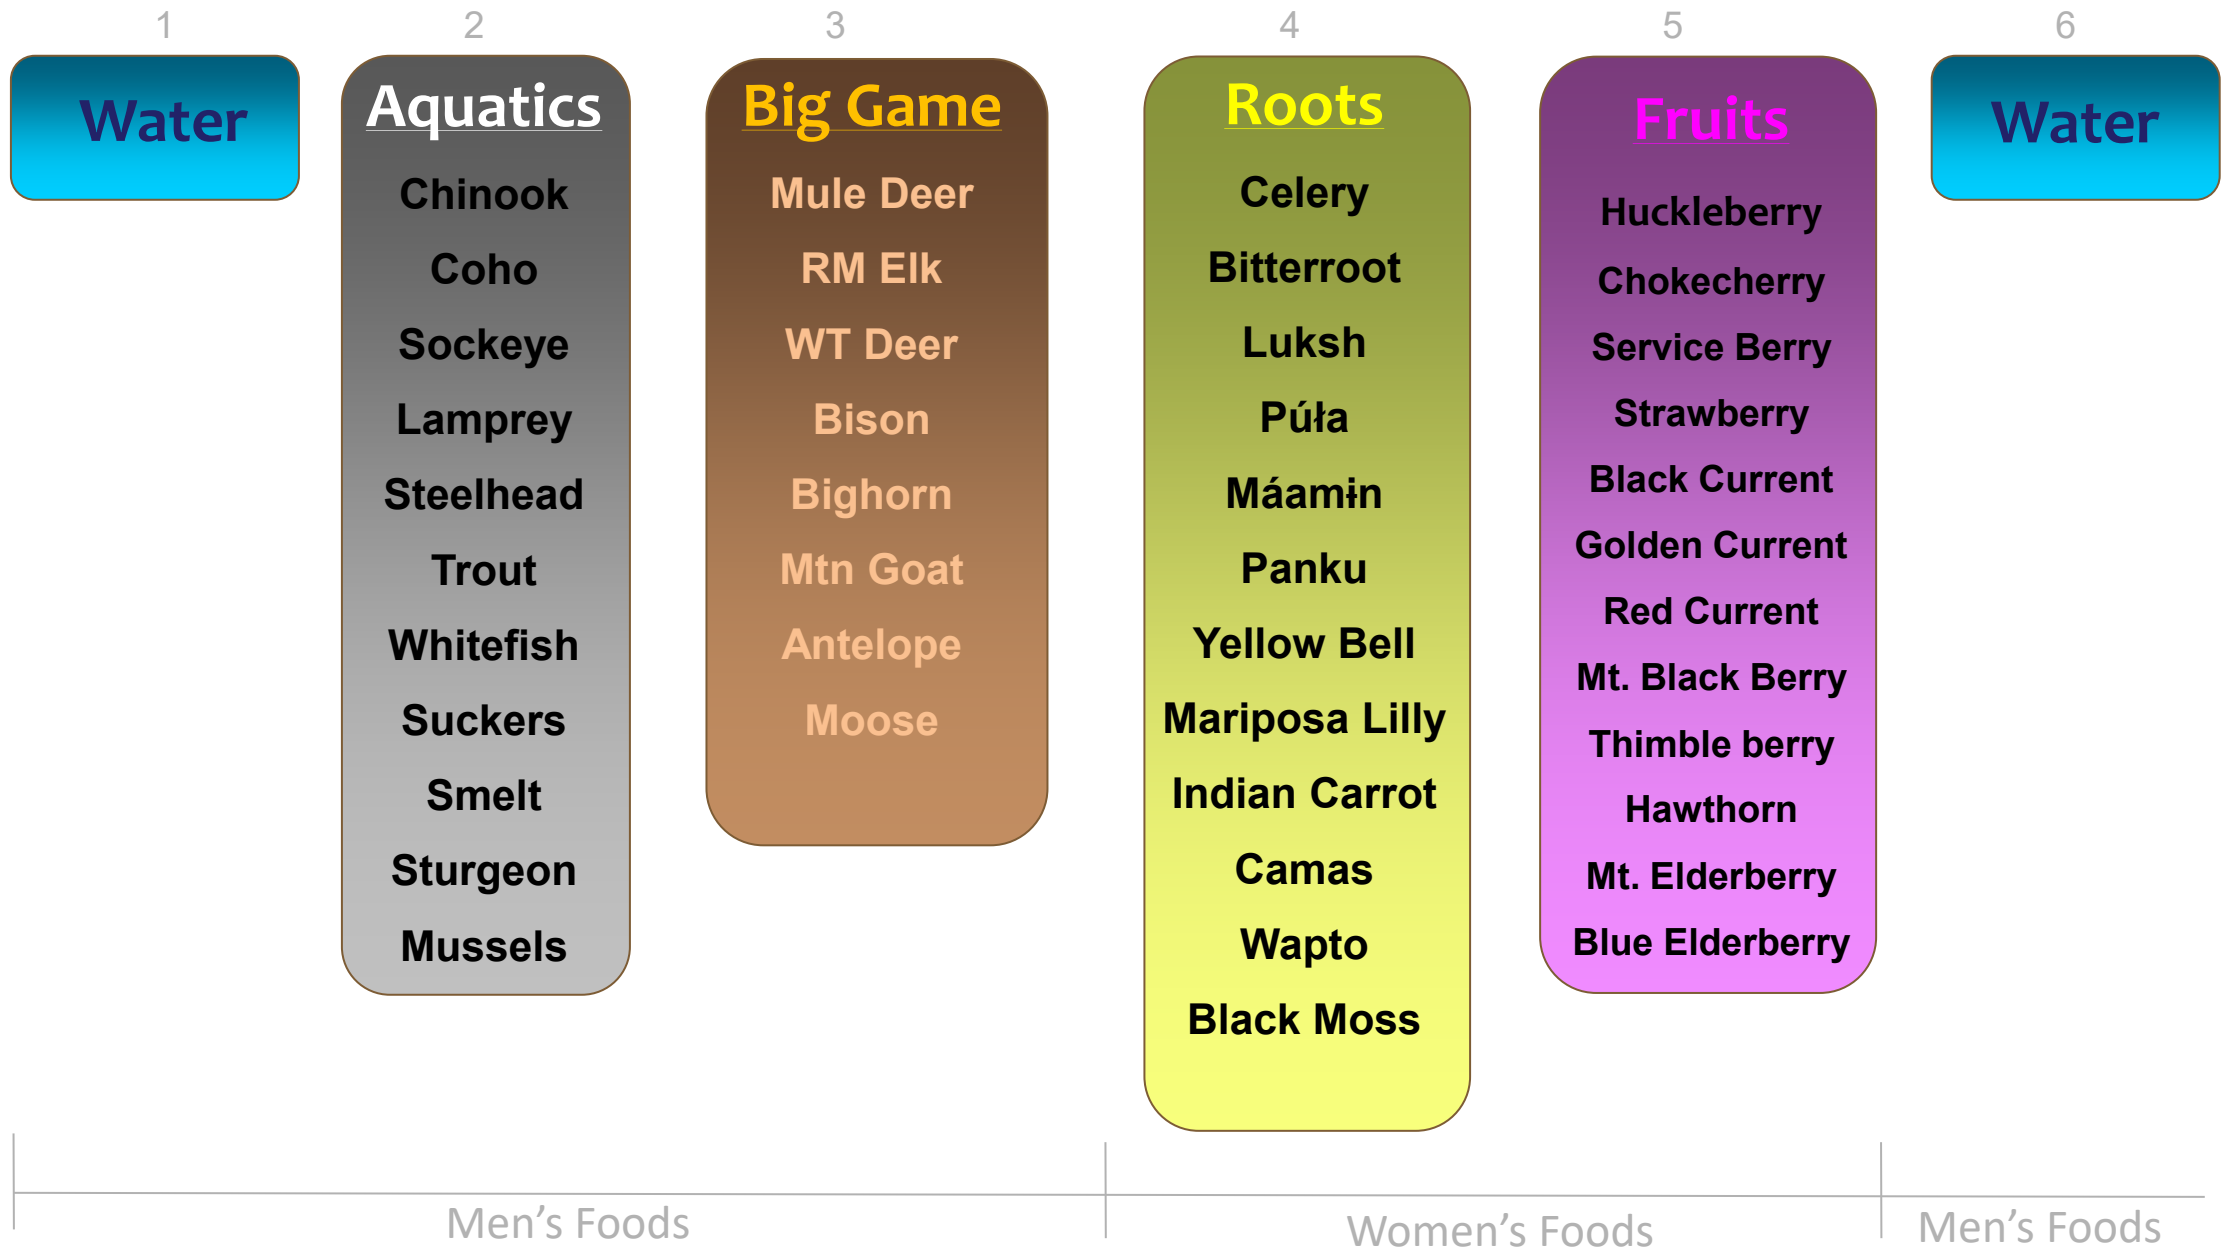 1
Water
2
Aquatics
Chinook
Coho
Sockeye
Lamprey
Steelhead
Trout
Whitefish
Suckers
Smelt
Sturgeon
Mussels
3
Big Game
Mule Deer
RM Elk
WT Deer
Bison
Bighorn
Mtn Goat
Antelope
Moose
4
Roots
Celery
Bitterroot
Luksh
Púła
Máamɨn
Panku
Yellow Bell
Mariposa Lilly
Indian Carrot
Camas
Wapto
Black Moss
5
Fruits
Huckleberry
Chokecherry
Service Berry
Strawberry
Black Current
Golden Current
Red Current
Mt. Black Berry
Thimble berry
Hawthorn
Mt. Elderberry
Blue Elderberry
6
Water
Men’s Foods
Women’s Foods
Men’s Foods